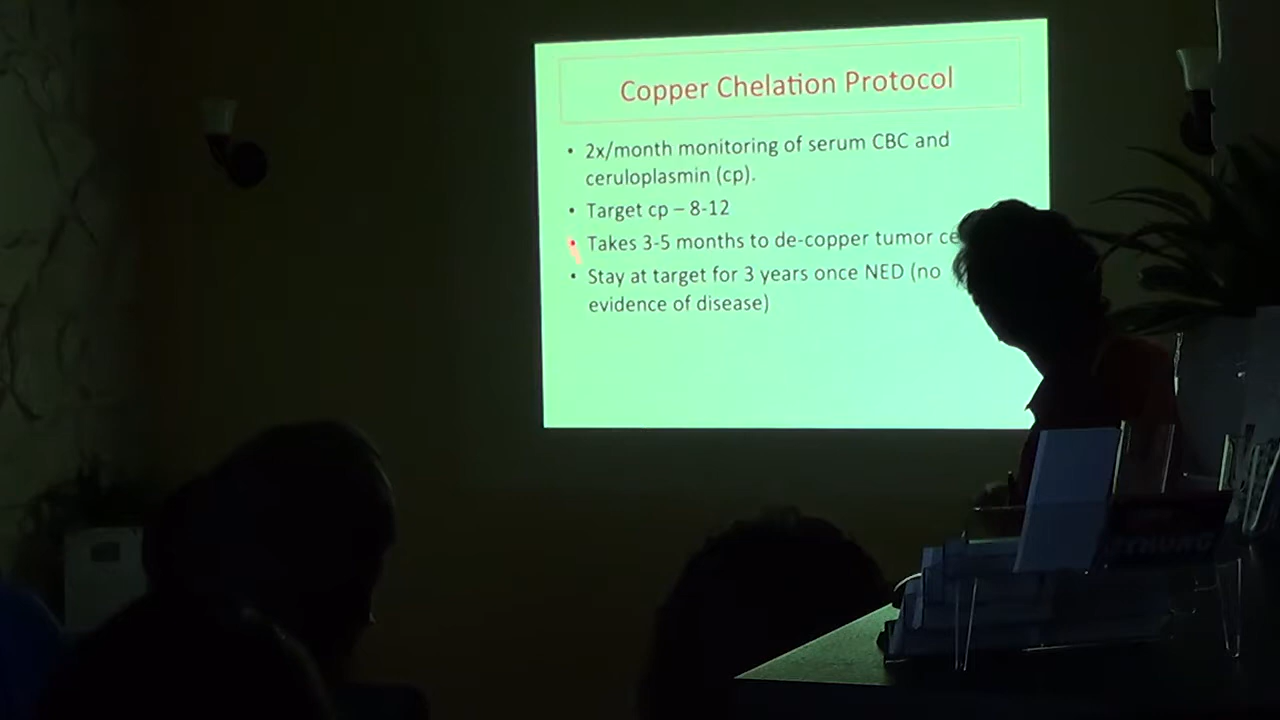 Copper Chelation Protocol
• 2x/month monitoring of serum CBC and
ceruloplasmin (cp).
• Target cp – 8-12
• Takes 3-5 months to de-copper tumor
• Stay at target for 3 years once NED (no
evidence of disease)